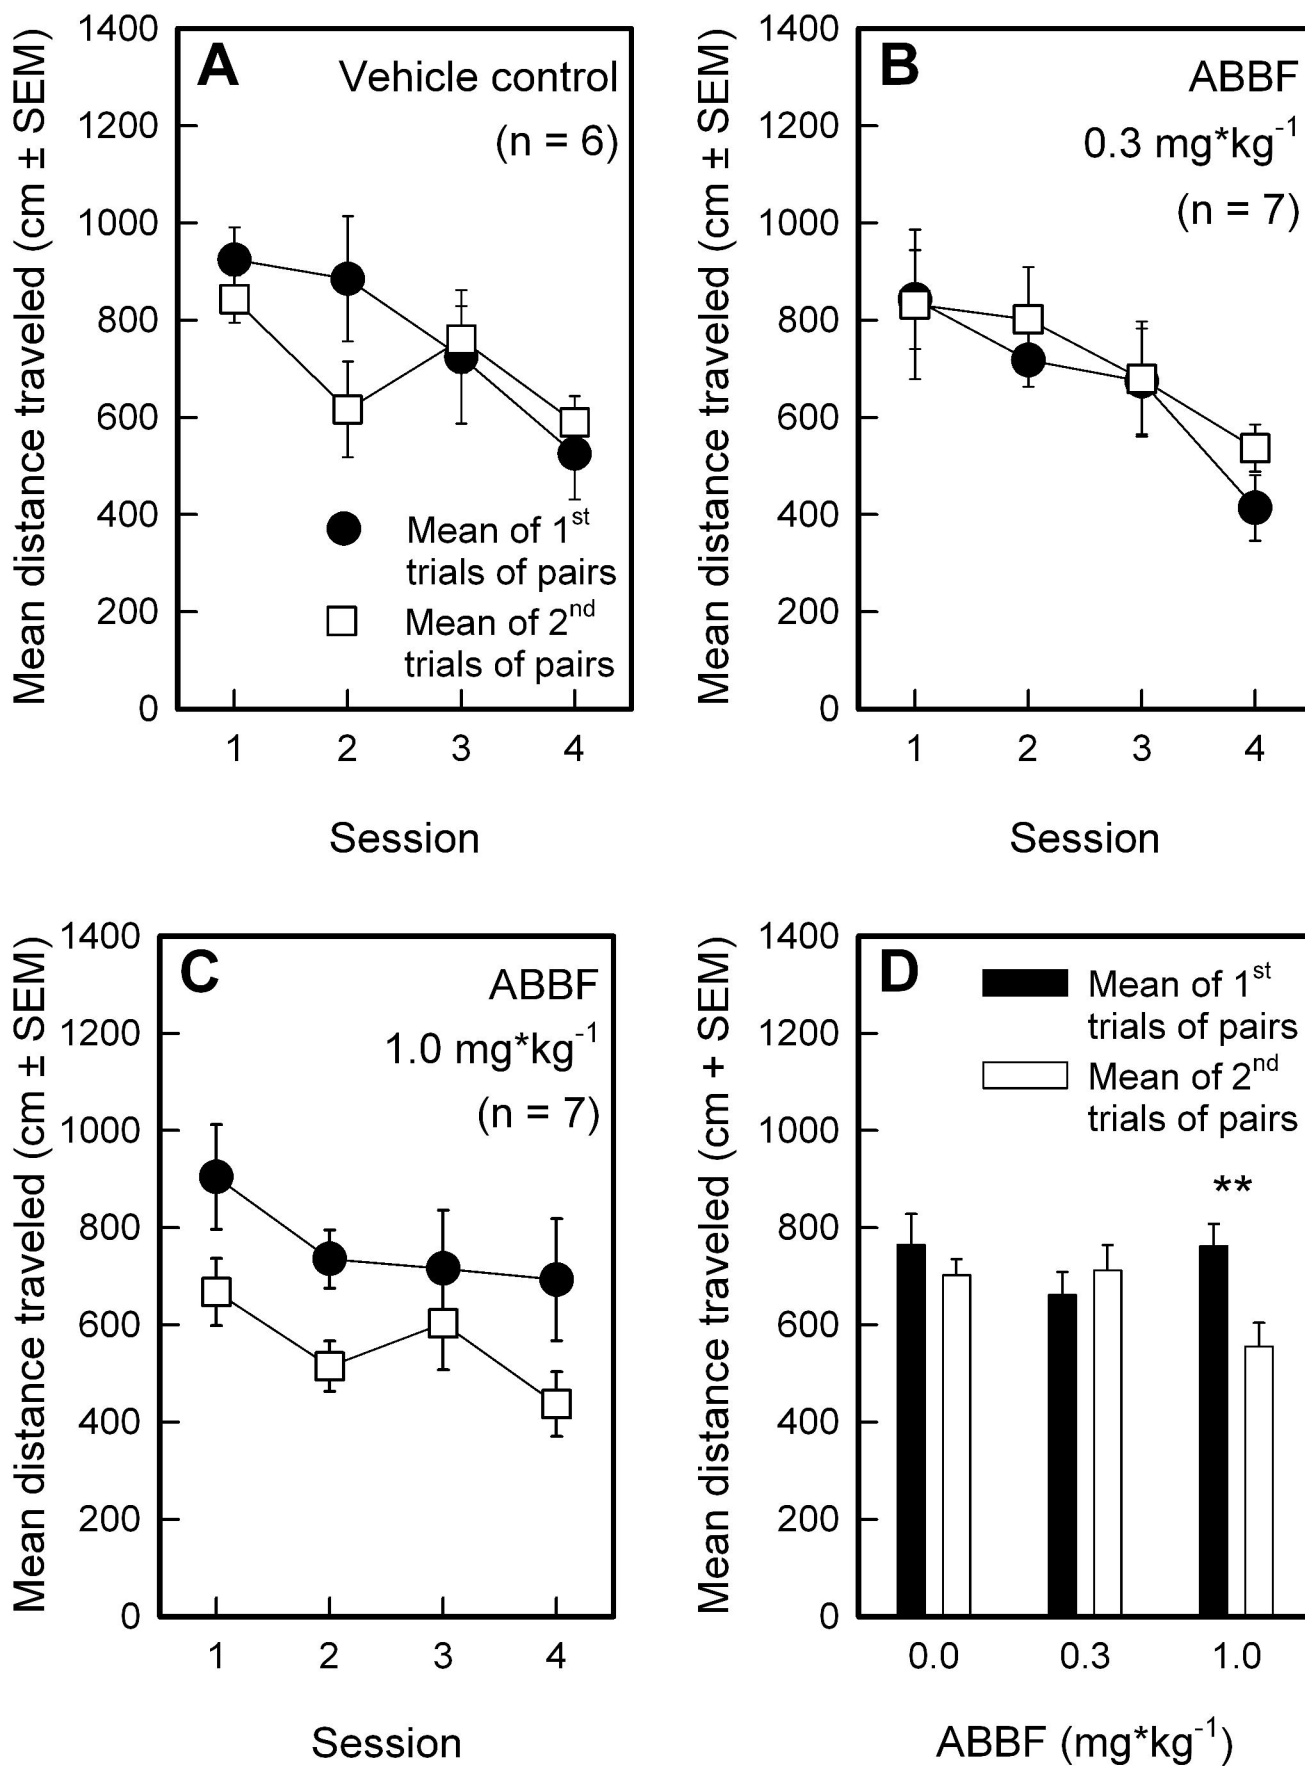 A
Vehicle control
(n = 6)
Mean distance traveled (cm ± SEM)
1400
1200
1000
800
600
400
200
0
Mean of 1st
trials of pairs
Mean of 2nd
trials of pairs
1 2 3 4
Session
B
ABBF
0.3 mg*kg-1
(n = 7)
Mean distance traveled (cm ± SEM)
1400
1200
1000
800
600
400
200
0
1 2 3 4
Session
C
ABBF
1.0 mg*kg-1
(n = 7)
Mean distance traveled (cm ± SEM)
1400
1200
1000
800
600
400
200
0
1 2 3 4
Session
D
Mean of 1st
trials of pairs
Mean of 2nd
trials of pairs
**
Mean distance traveled (cm + SEM)
1400
1200
1000
800
600
400
200
0
0.0 0.3 1.0
ABBF (mg*kg-1)